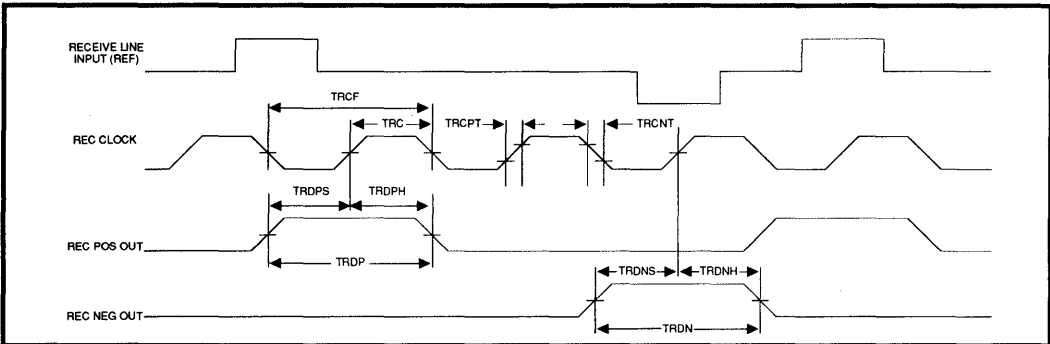 RECEIVE LINE
INPUT (REF)
TRCF
TRC
TRCPT
TRCNT
REC CLOCK
TRDPS
TRDPH
REC POS OUT
TRDP
TRDNS
TRDNH
REC NEG OUT
TRDN